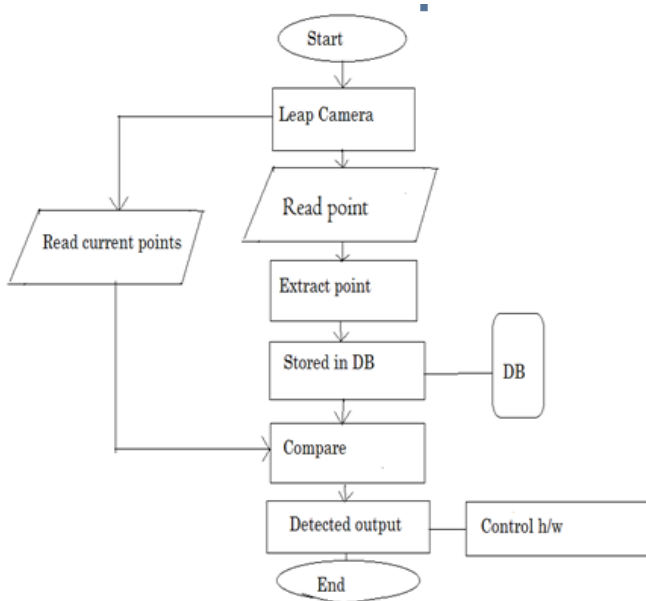 Start
Leap Camera
Read point
Read current points
Extract point
Stored in DB
DB
Compare
Detected output
Control h/w
End